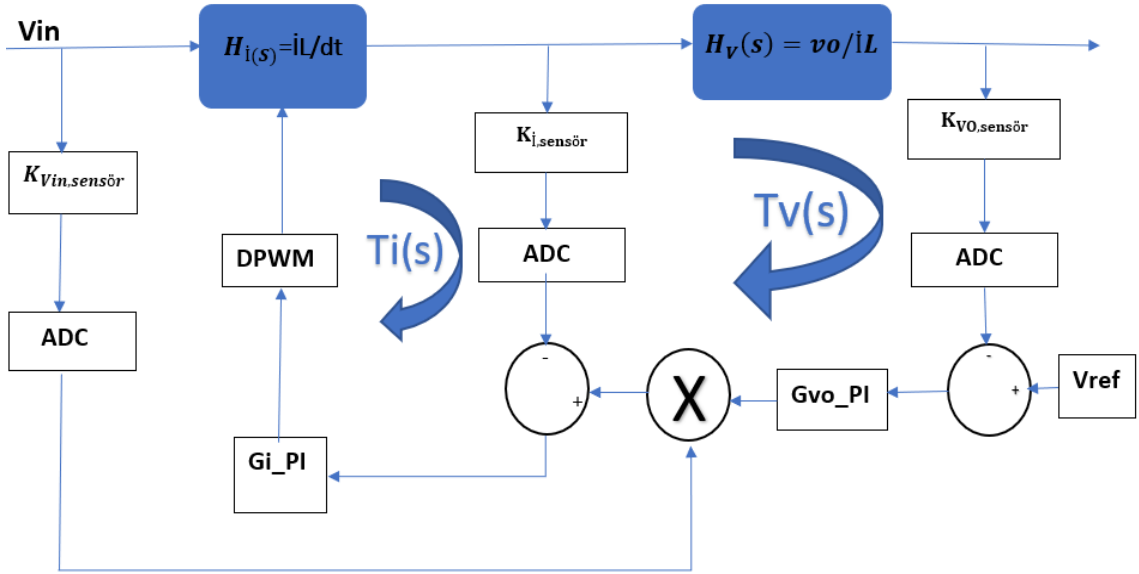 Vin
H_İ(s)=İL/dt
H_V(s) = vo/İL
K_İ,sensör
K_VO,sensör
K_Vin,sensör
Ti(s)
Tv(s)
DPWM
ADC
ADC
ADC
-
+
X
Gvo_PI
-
+
Vref
Gi_PI